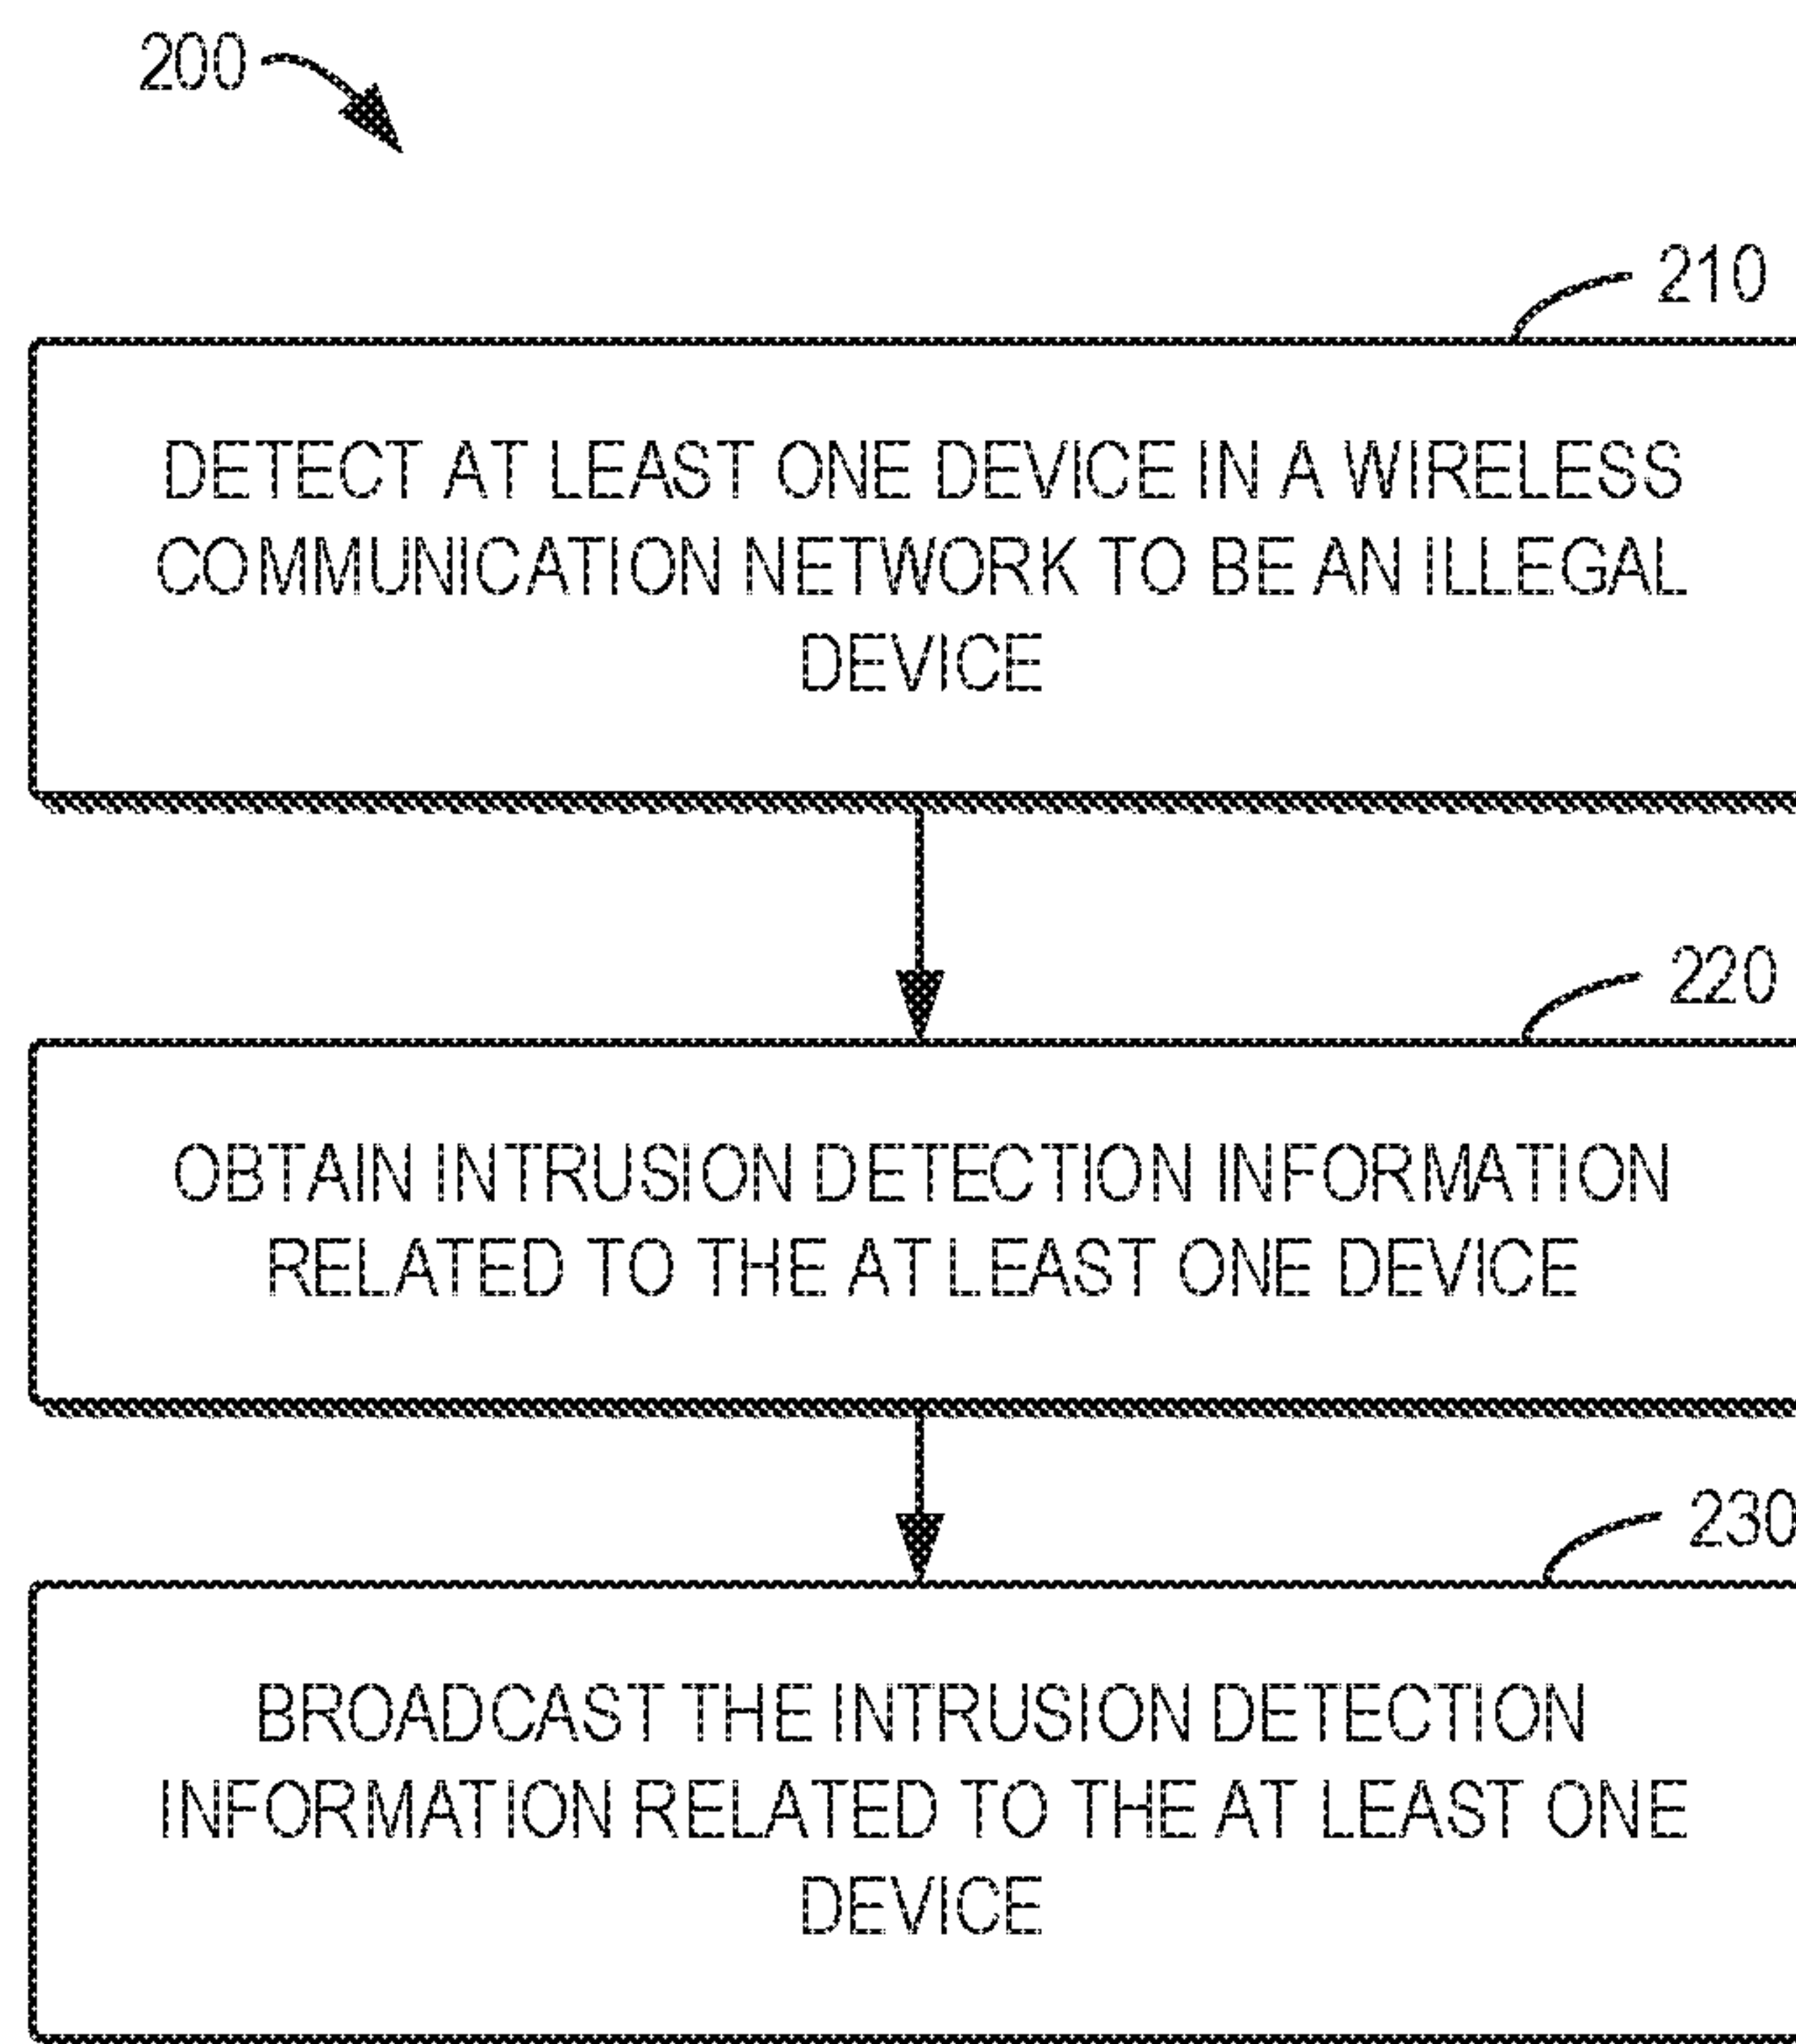 200
210
DETECT AT LEAST ONE DEVICE IN A WIRELESS
COMMUNICATION NETWORK TO BE AN ILLEGAL
DEVICE
220
OBTAIN INTRUSION DETECTION INFORMATION
RELATED TO THE AT LEAST ONE DEVICE
230
BROADCAST THE INTRUSION DETECTION
INFORMATION RELATED TO THE AT LEAST ONE
DEVICE